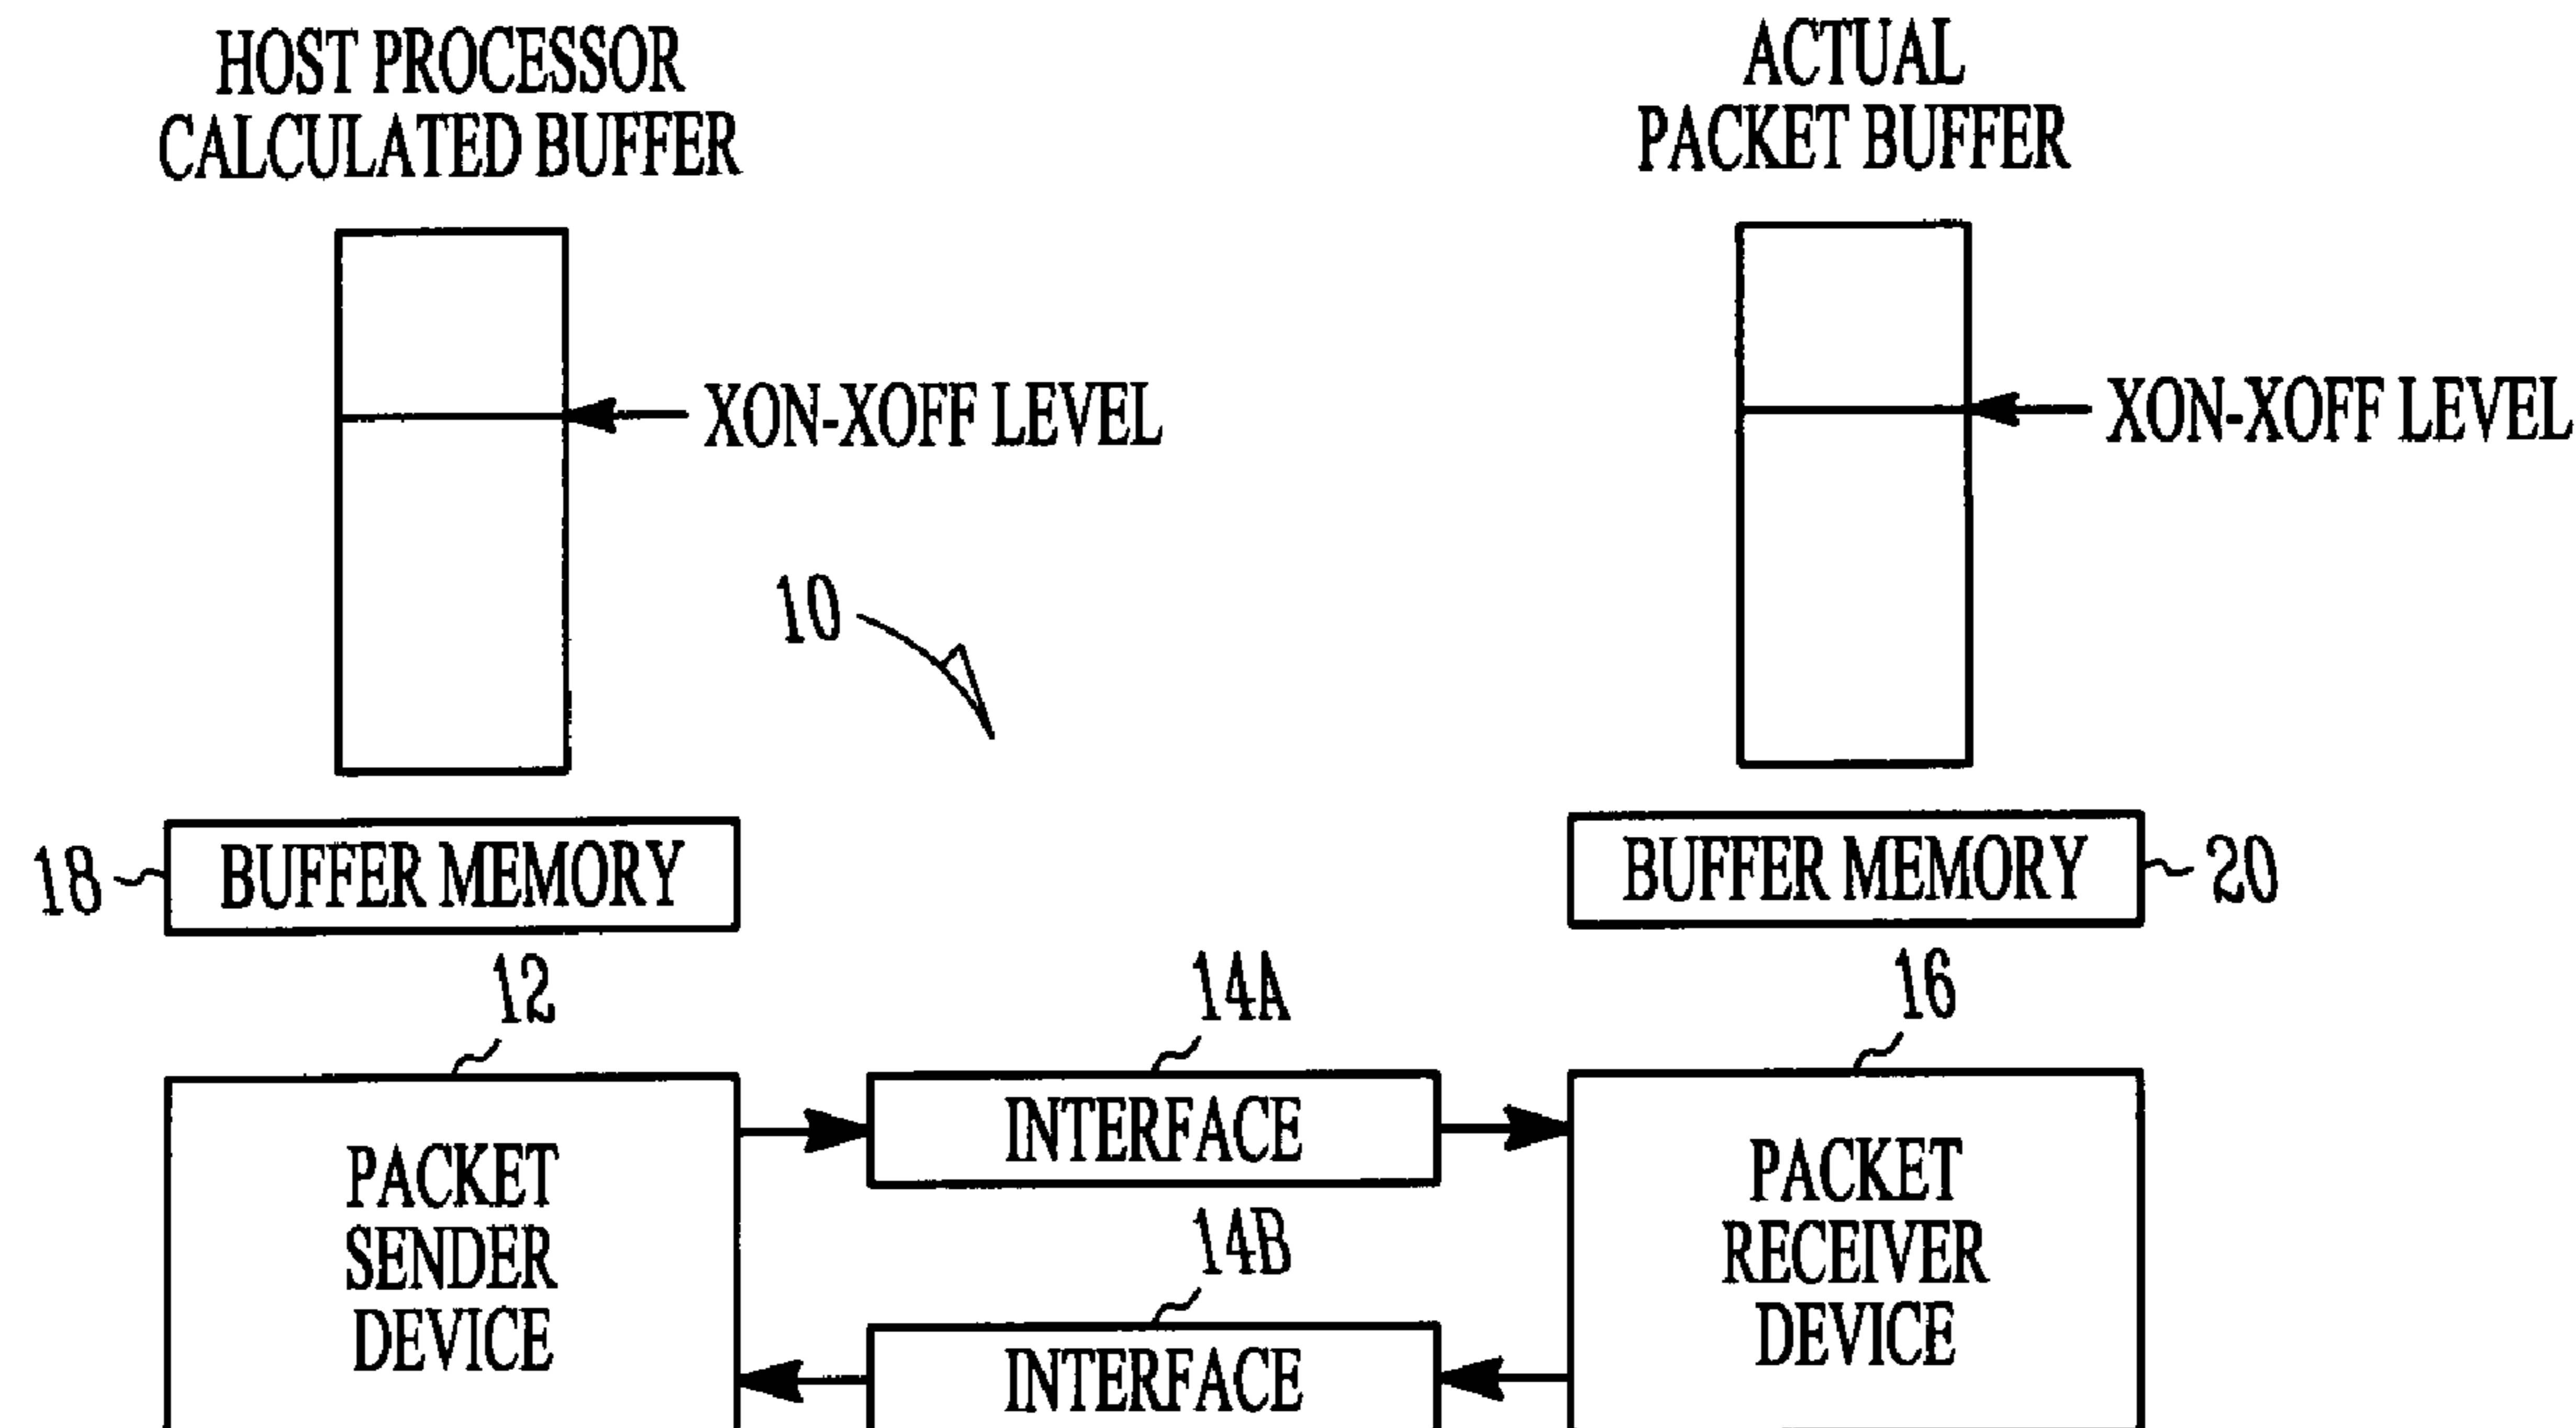 HOST PROCESSOR
CALCULATED BUFFER
ACTUAL
PACKET BUFFER
XON-XOFF LEVEL
XON-XOFF LEVEL
10
18
BUFFER MEMORY
BUFFER MEMORY
20
12
14A
16
PACKET
SENDER
DEVICE
INTERFACE
PACKET
RECEIVER
DEVICE
14B
INTERFACE